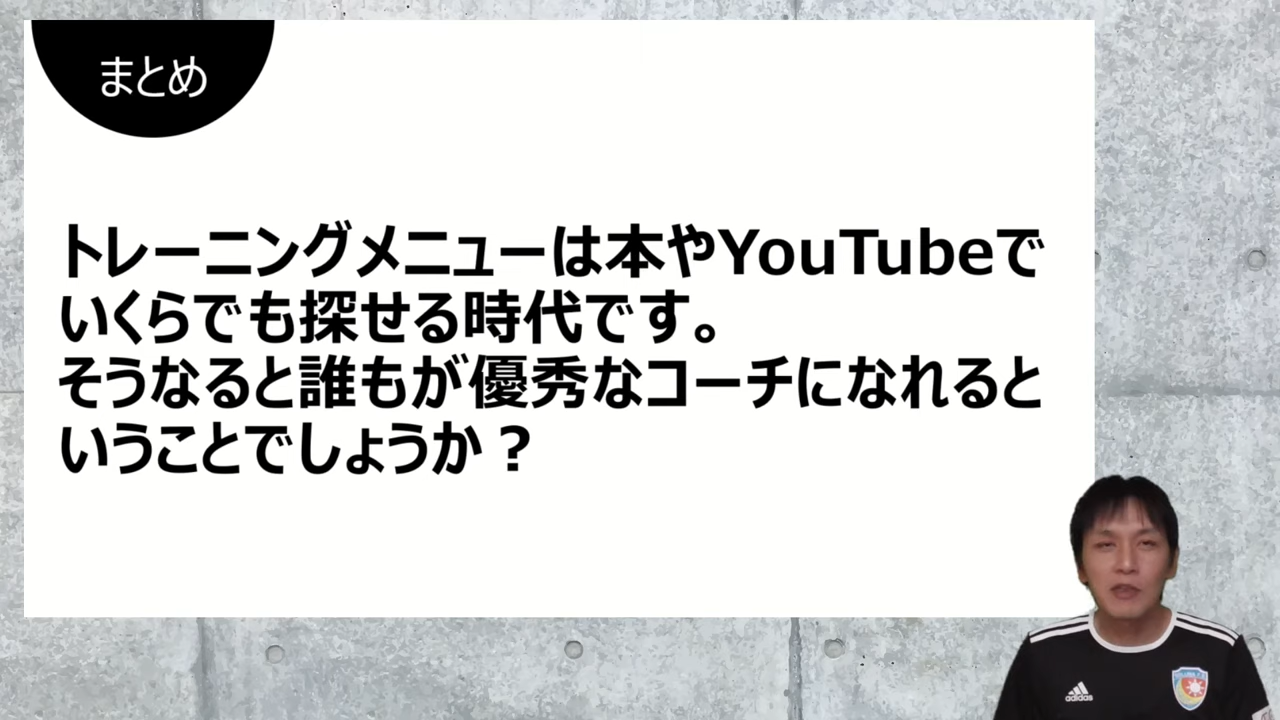 まとめ
トレーニングメニューは本やYouTubeで
いくらでも探せる時代です。
そうなると誰もが優秀なコーチになれると
いうことでしょうか？
adidas